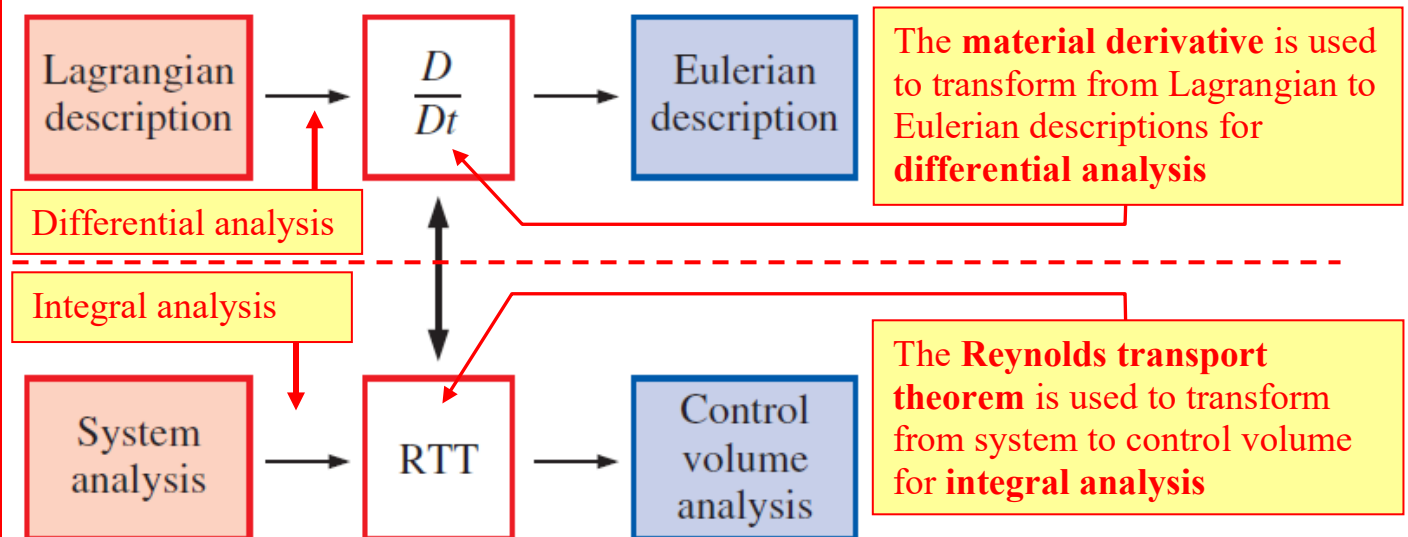 Lagrangian
description
D
Dt
Eulerian
description
The material derivative is used
to transform from Lagrangian to
Eulerian descriptions for
differential analysis
Differential analysis
Integral analysis
System
analysis
RTT
Control
volume
analysis
The Reynolds transport
theorem is used to transform
from system to control volume
for integral analysis